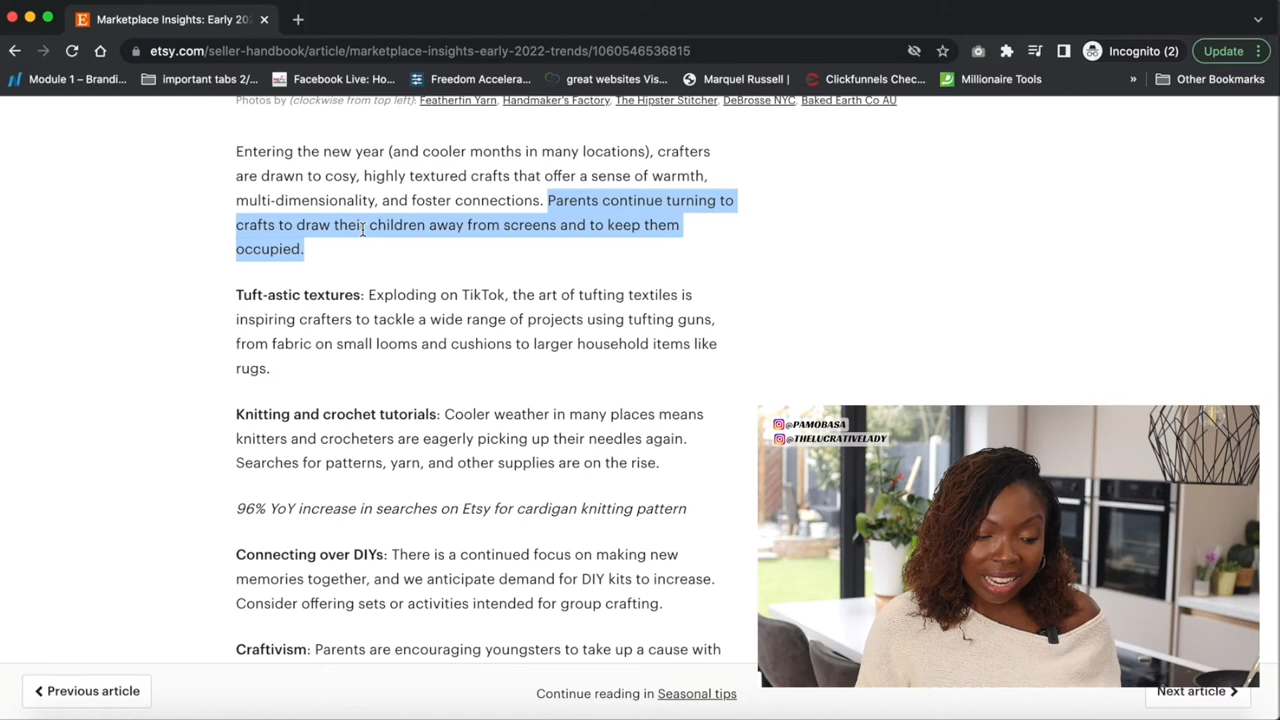 Marketplace Insights: Early 202
etsy.com/seller-handbook/article/marketplace-insights-early-2022-trends/1060546536815
Incognito (2)
Update
Module 1 – Brandi...
important tabs 2/...
Facebook Live: Ho...
Freedom Accelera...
great websites Vis...
Marquel Russell |
Clickfunnels Chec...
Millionaire Tools
»
Other Bookmarks
Photos by (clockwise from top left): Featherfin Yarn, Handmaker's Factory, The Hipster Stitcher, DeBrosse NYC, Baked Earth Co AU
Entering the new year (and cooler months in many locations), crafters
are drawn to cosy, highly textured crafts that offer a sense of warmth,
multi-dimensionality, and foster connections. Parents continue turning to
crafts to draw their children away from screens and to keep them
occupied.
Tuft-astic textures: Exploding on TikTok, the art of tufting textiles is
inspiring crafters to tackle a wide range of projects using tufting guns,
from fabric on small looms and cushions to larger household items like
rugs.
Knitting and crochet tutorials: Cooler weather in many places means
knitters and crocheters are eagerly picking up their needles again.
Searches for patterns, yarn, and other supplies are on the rise.
96% YoY increase in searches on Etsy for cardigan knitting pattern
Connecting over DIYs: There is a continued focus on making new
memories together, and we anticipate demand for DIY kits to increase.
Consider offering sets or activities intended for group crafting.
Craftivism: Parents are encouraging youngsters to take up a cause with
@PAMOBASA
@THELUCRATIVELADY
Previous article
Continue reading in Seasonal tips
Next article